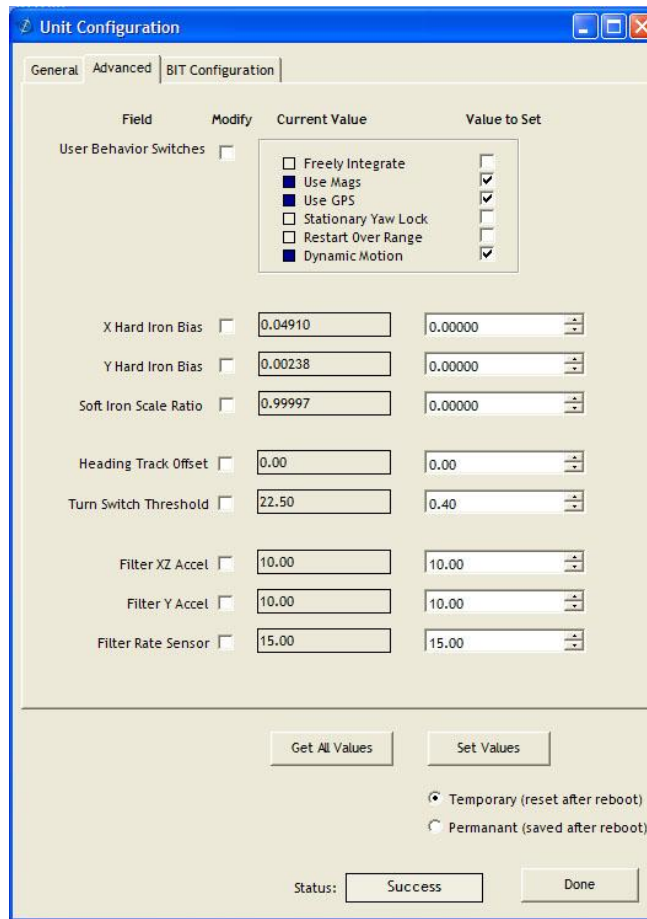 Unit Configuration
General Advanced BIT Configuration
Field Modify Current Value Value to Set
User Behavior Switches
Freely Integrate
Use Mags
Use GPS
Stationary Yaw Lock
Restart Over Range
Dynamic Motion
X Hard Iron Bias 0.04910 0.00000
Y Hard Iron Bias 0.00238 0.00000
Soft Iron Scale Ratio 0.99997 0.00000
Heading Track Offset 0.00 0.00
Turn Switch Threshold 22.50 0.40
Filter XZ Accel 10.00 10.00
Filter Y Accel 10.00 10.00
Filter Rate Sensor 15.00 15.00
Get All Values Set Values
Temporary (reset after reboot)
Permanant (saved after reboot)
Status: Success Done